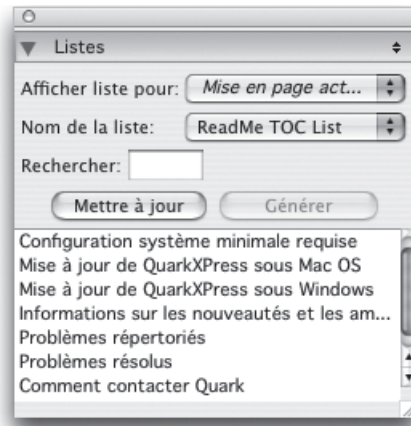 Listes
Afficher liste pour: Mise en page act...
Nom de la liste: ReadMe TOC List
Rechercher:
Mettre à jour Générer
Configuration système minimale requise
Mise à jour de QuarkXPress sous Mac OS
Mise à jour de QuarkXPress sous Windows
Informations sur les nouveautés et les am...
Problèmes répertoriés
Problèmes résolus
Comment contacter Quark